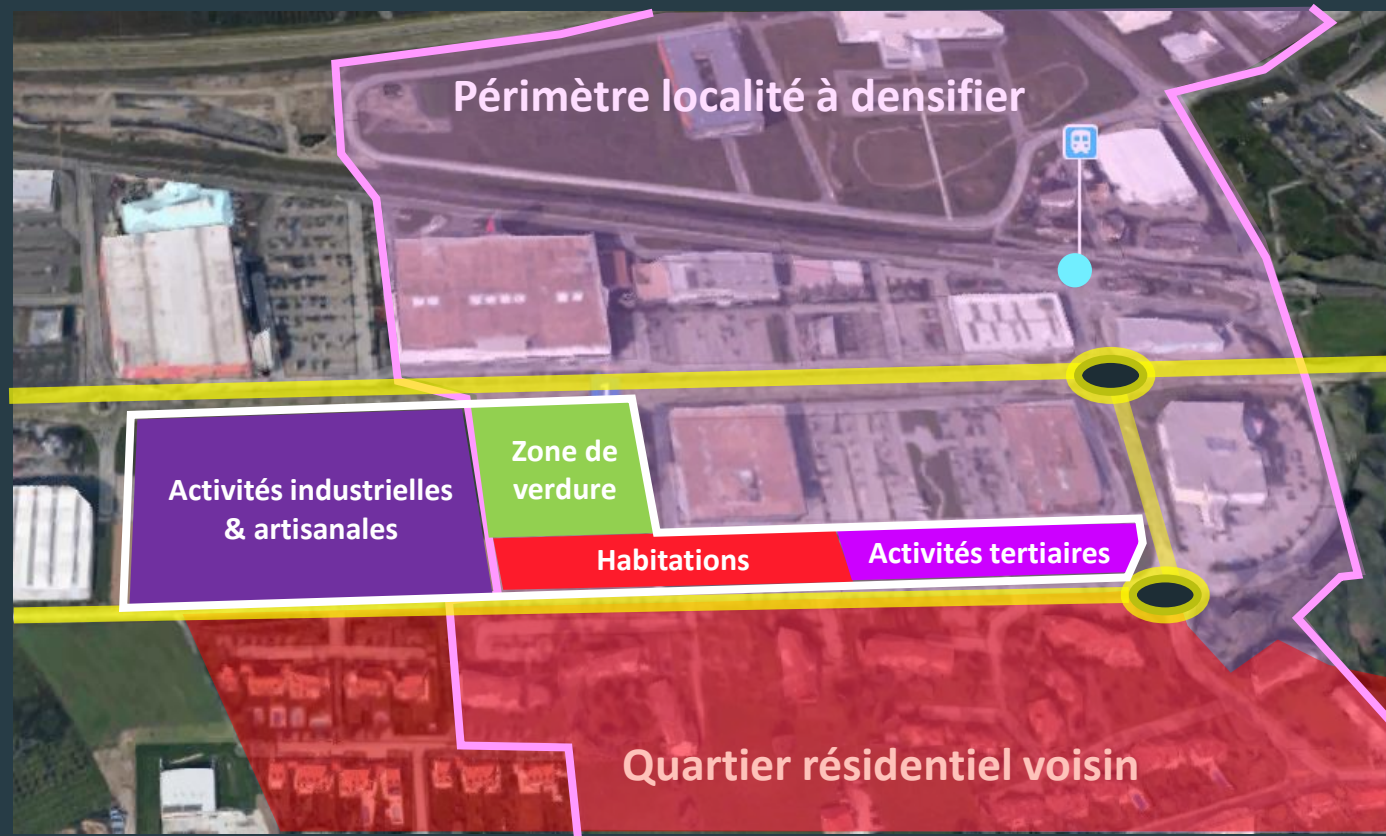 Périmètre localité à densifier
Activités industrielles
& artisanales
Zone de
verdure
Habitations
Activités tertiaires
Quartier résidentiel voisin